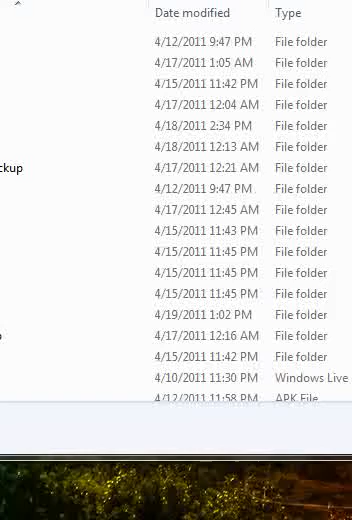 Date modified Type
4/12/2011 9:47 PM File folder
4/17/2011 1:05 AM File folder
4/15/2011 11:42 PM File folder
4/17/2011 12:04 AM File folder
4/18/2011 2:34 PM File folder
4/18/2011 12:13 AM File folder
ckup 4/17/2011 12:21 AM File folder
4/12/2011 9:47 PM File folder
4/17/2011 12:45 AM File folder
4/15/2011 11:43 PM File folder
4/15/2011 11:45 PM File folder
4/15/2011 11:45 PM File folder
4/15/2011 11:45 PM File folder
4/19/2011 1:02 PM File folder
4/17/2011 12:16 AM File folder
4/15/2011 11:42 PM File folder
4/10/2011 11:30 PM Windows Live
4/12/2011 11:58 PM APK File